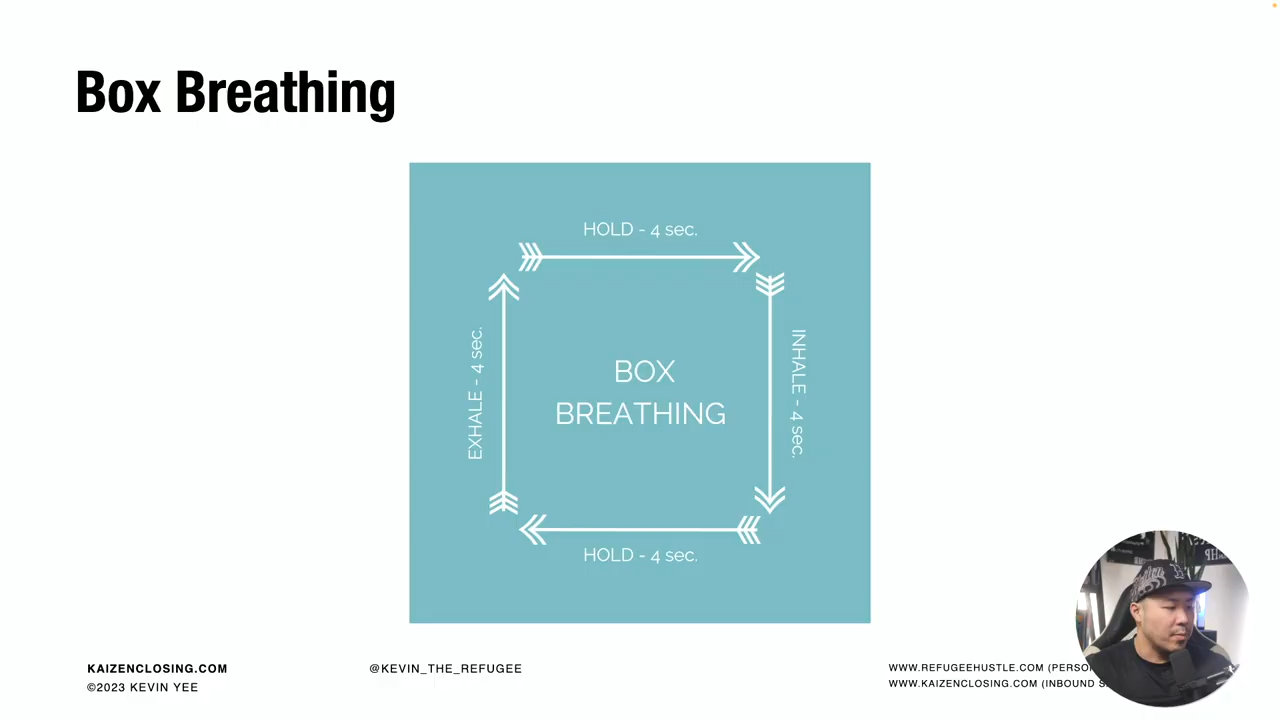 Box Breathing
HOLD - 4 sec.
EXHALE - 4 sec.
BOX
BREATHING
INHALE - 4 sec.
HOLD - 4 sec.
KAIZENCLOSING.COM
©2023 KEVIN YEE
@KEVIN_THE_REFUGEE
WWW.REFUGEEHUSTLE.COM
WWW.KAIZENCLOSING.COM (INBOUND